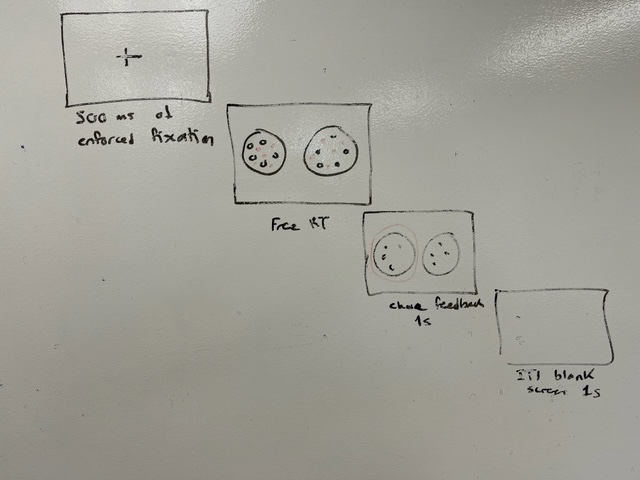 500 ms of
enforced fixation
Free RT
choice feedback
1s
ITI blank
screen 1s